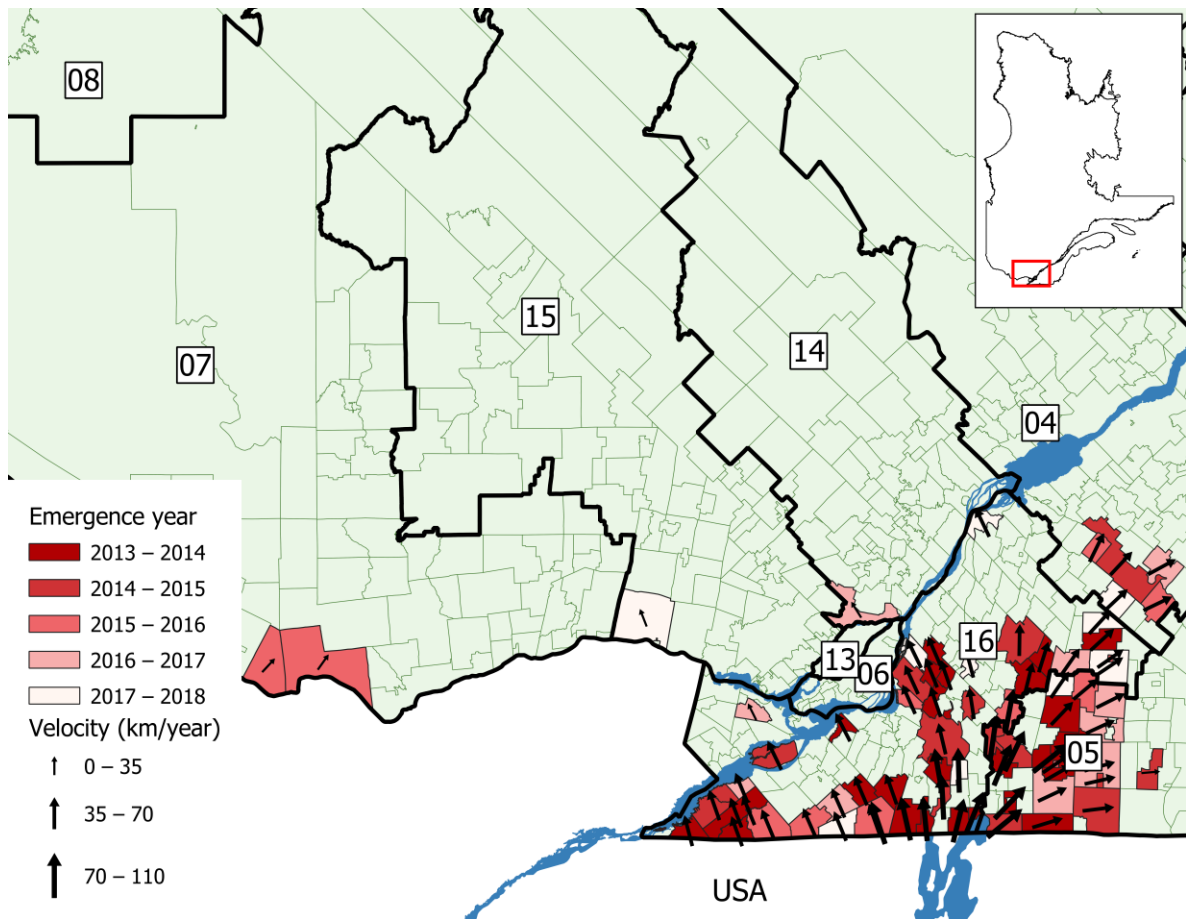 08
15
14
07
04
Emergence year
2013 – 2014
2014 – 2015
2015 – 2016
2016 – 2017
2017 – 2018
Velocity (km/year)
0 – 35
35 – 70
70 – 110
16
13
06
05
USA